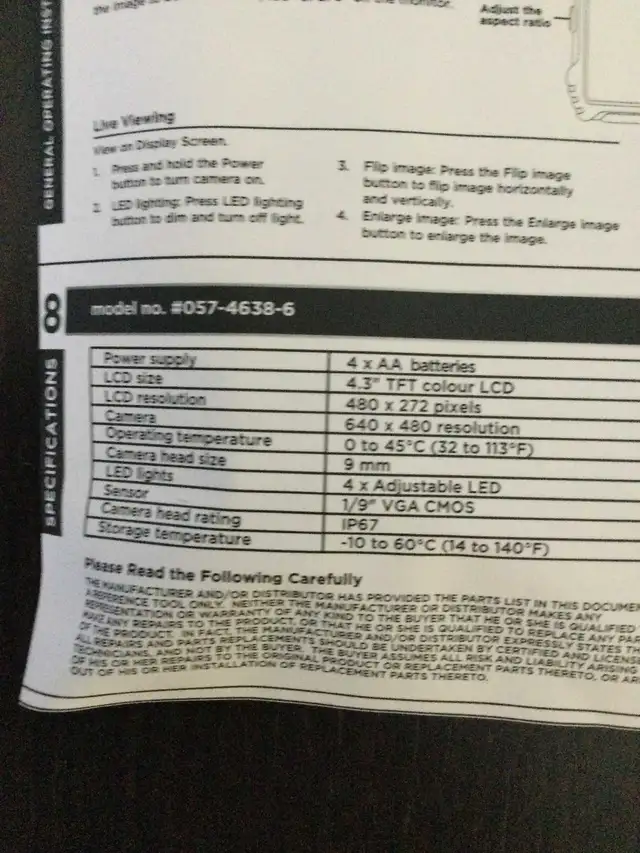 the image to
on the monitor.
Adjust the
aspect ratio
GENERAL OPERATING INST
Live Viewing
View on Display Screen.
1. Press and hold the Power
button to turn camera on.
2. LED lighting: Press LED lighting
button to dim and turn off light.
3. Flip image: Press the Flip image
button to flip image horizontally
and vertically.
4. Enlarge image: Press the Enlarge image
button to enlarge the image.
8
model no. #057-4638-6
SPECIFICATIONS
Power supply 4 x AA batteries
LCD size 4.3" TFT colour LCD
LCD resolution 480 x 272 pixels
Camera 640 x 480 resolution
Operating temperature 0 to 45°C (32 to 113°F)
Camera head size 9 mm
LED lights 4 x Adjustable LED
Sensor 1/9" VGA CMOS
Camera head rating IP67
Storage temperature -10 to 60°C (14 to 140°F)
Please Read the Following Carefully
THE MANUFACTURER AND/OR DISTRIBUTOR HAS PROVIDED THE PARTS LIST IN THIS DOCUME
A REFERENCE TOOL ONLY. NEITHER THE MANUFACTURER OR DISTRIBUTOR MAKES ANY
REPRESENTATION OR WARRANTY OF ANY KIND TO THE BUYER THAT HE OR SHE IS QUALIFIED
MAKE ANY REPAIRS TO THE PRODUCT, OR THAT HE OR SHE IS QUALIFIED TO REPLACE ANY PA
OF THE PRODUCT. IN FACT, THE MANUFACTURER AND/OR DISTRIBUTOR EXPRESSLY STATES TH
ALL REPAIRS AND PARTS REPLACEMENTS SHOULD BE UNDERTAKEN BY CERTIFIED AND LICENS
TECHNICIANS, AND NOT BY THE BUYER. THE BUYER ASSUMES ALL RISK AND LIABILITY ARISING
OF HIS OR HER REPAIRS TO THE ORIGINAL PRODUCT OR REPLACEMENT PARTS THERETO, OR AR
OUT OF HIS OR HER INSTALLATION OF REPLACEMENT PARTS THERETO.